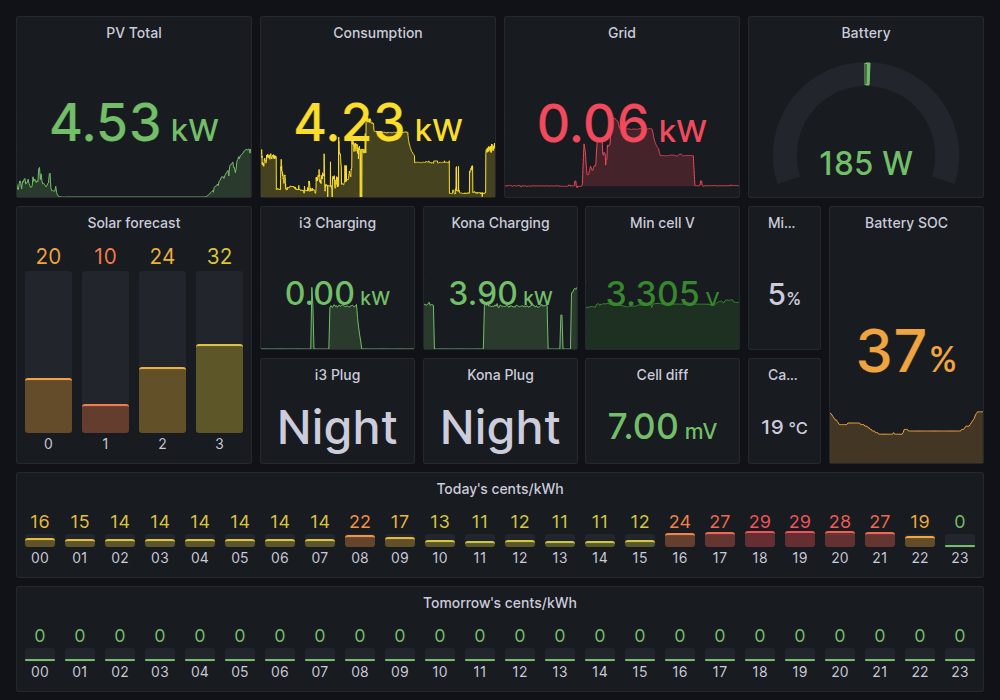 PV Total
4.53 kW
Consumption
4.23 kW
Grid
0.06 kW
Battery
185 W
Solar forecast
20 10 24 32
0 1 2 3
i3 Charging
0.00 kW
Kona Charging
3.90 kW
Min cell V
3.305 V
Mi...
5%
Battery SOC
37%
i3 Plug
Night
Kona Plug
Night
Cell diff
7.00 mV
Ca...
19 °C
Today's cents/kWh
16 15 14 14 14 14 14 14 22 17 13 11 12 11 11 12 24 27 29 29 28 27 19 0
00 01 02 03 04 05 06 07 08 09 10 11 12 13 14 15 16 17 18 19 20 21 22 23
Tomorrow's cents/kWh
0 0 0 0 0 0 0 0 0 0 0 0 0 0 0 0 0 0 0 0 0 0 0 0
00 01 02 03 04 05 06 07 08 09 10 11 12 13 14 15 16 17 18 19 20 21 22 23